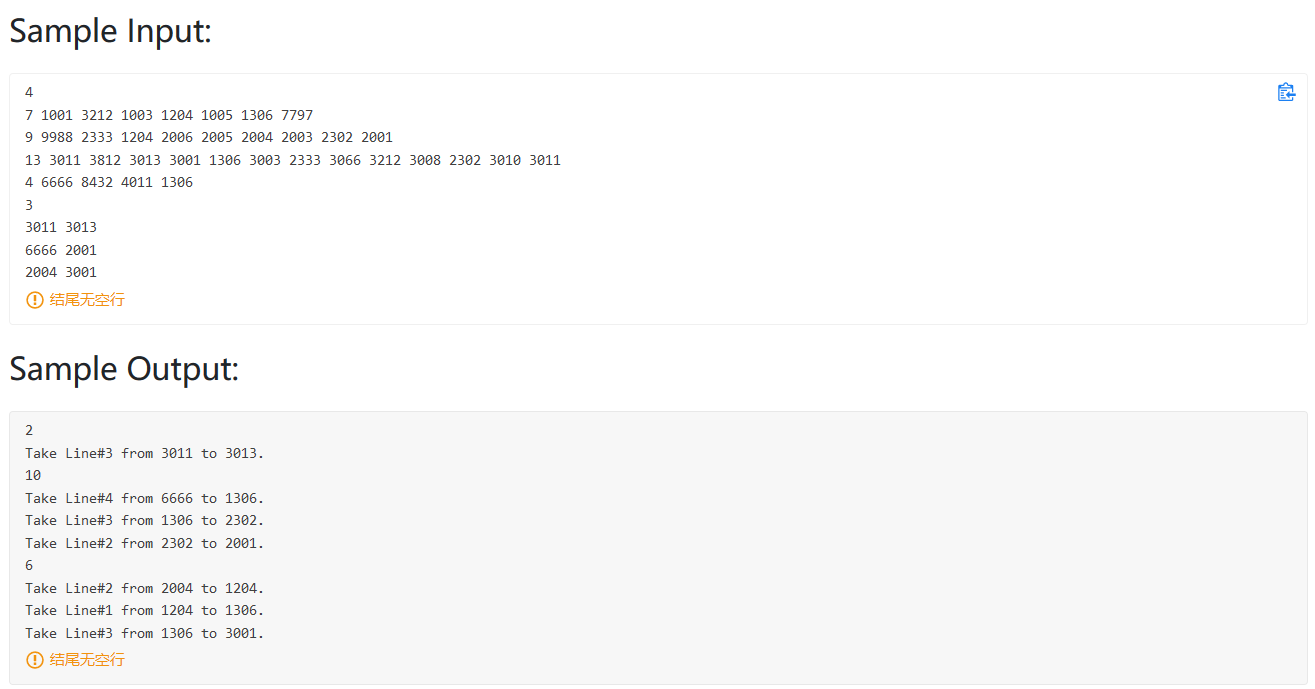 Sample Input:
4
7 1001 3212 1003 1204 1005 1306 7797
9 9988 2333 1204 2006 2005 2004 2003 2302 2001
13 3011 3812 3013 3001 1306 3003 2333 3066 3212 3008 2302 3010 3011
4 6666 8432 4011 1306
3
3011 3013
6666 2001
2004 3001
结尾无空行
Sample Output:
2
Take Line#3 from 3011 to 3013.
10
Take Line#4 from 6666 to 1306.
Take Line#3 from 1306 to 2302.
Take Line#2 from 2302 to 2001.
6
Take Line#2 from 2004 to 1204.
Take Line#1 from 1204 to 1306.
Take Line#3 from 1306 to 3001.
结尾无空行